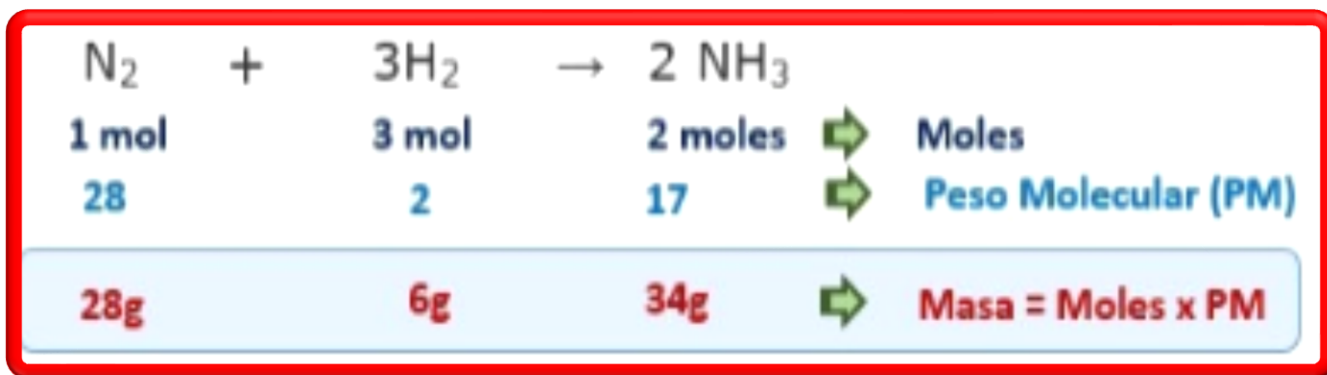 N₂ + 3H₂ → 2 NH₃
1 mol 3 mol 2 moles Moles
28 2 17 Peso Molecular (PM)
28g 6g 34g Masa = Moles x PM